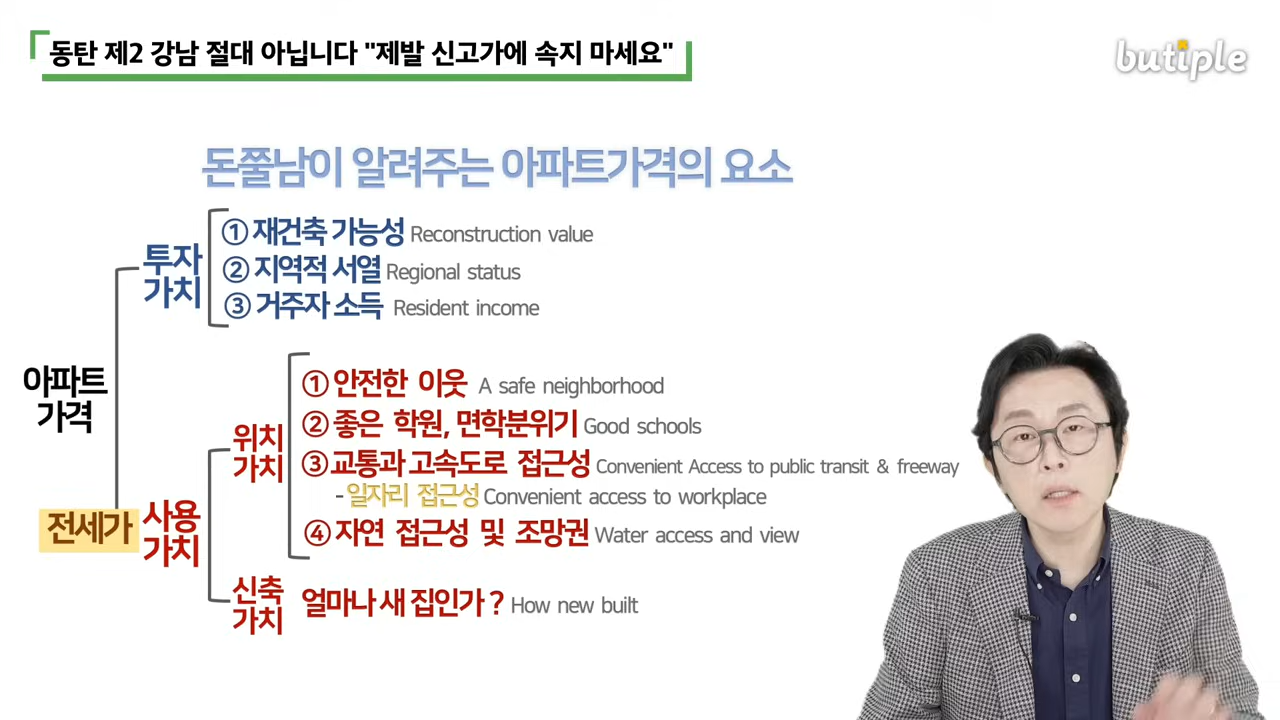 동탄 제2 강남 절대 아닙니다 "제발 신고가에 속지 마세요"
butiple
돈쭐남이 알려주는 아파트가격의 요소
아파트
가격
투자
가치
① 재건축 가능성 Reconstruction value
② 지역적 서열 Regional status
③ 거주자 소득 Resident income
전세가
사용
가치
위치
가치
① 안전한 이웃 A safe neighborhood
② 좋은 학원, 면학분위기 Good schools
③ 교통과 고속도로 접근성 Convenient Access to public transit & freeway
- 일자리 접근성 Convenient access to workplace
④ 자연 접근성 및 조망권 Water access and view
신축
가치
얼마나 새 집인가 ? How new built